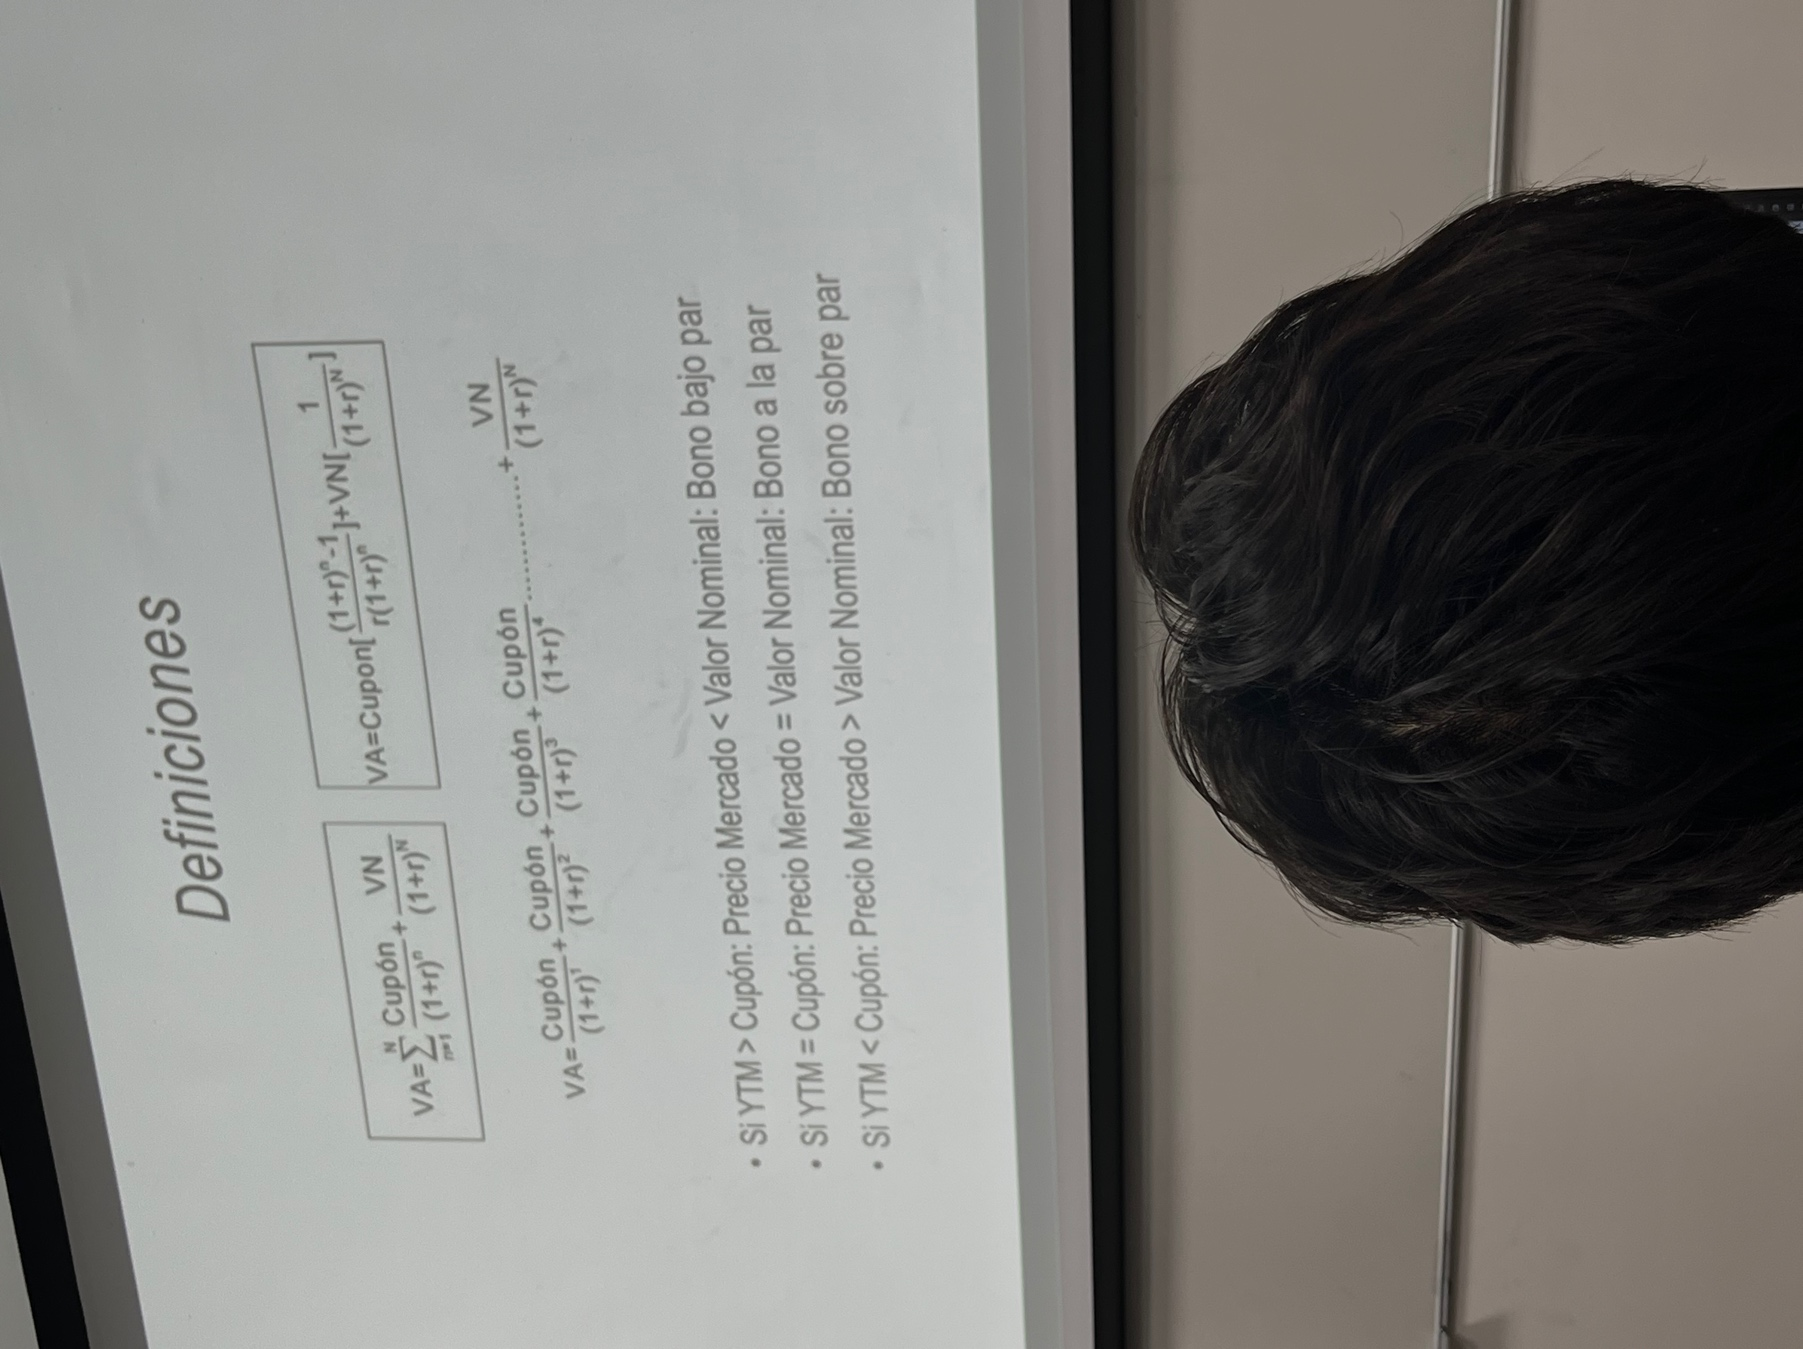 Definiciones
VA=∑ₙ₌₁ᴺ Cupón/(1+r)ⁿ + VN/(1+r)ᴺ
VA=Cupon[(1+r)ⁿ-1/r(1+r)ⁿ]+VN[1/(1+r)ᴺ]
VA=Cupón/(1+r)¹+Cupón/(1+r)²+Cupón/(1+r)³+Cupón/(1+r)⁴..............+VN/(1+r)ᴺ
• Si YTM > Cupón: Precio Mercado < Valor Nominal: Bono bajo par
• Si YTM = Cupón: Precio Mercado = Valor Nominal: Bono a la par
• Si YTM < Cupón: Precio Mercado > Valor Nominal: Bono sobre par